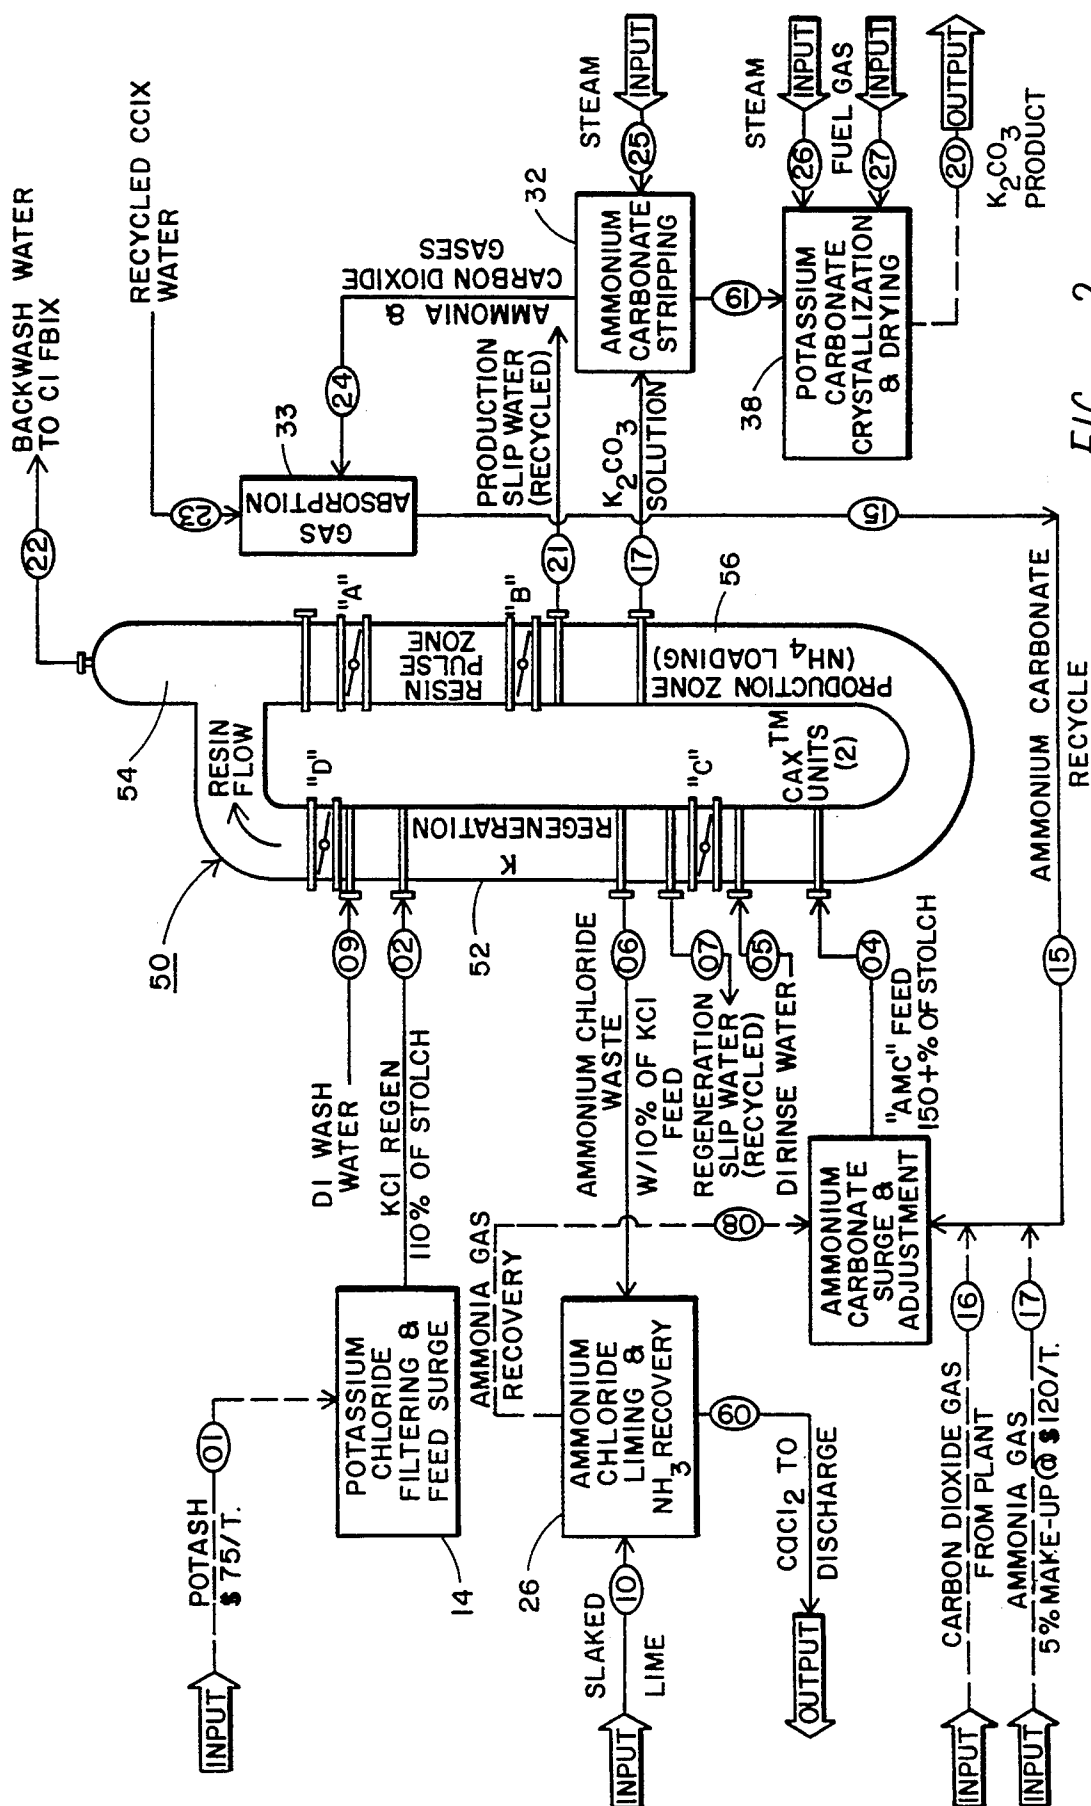 BACKWASH WATER
TO CI FBIX
22
RECYCLED CCIX
WATER
23
33
GAS
ABSORPTION
24
AMMONIA &
CARBON DIOXIDE
GASES
STEAM
INPUT
25
32
AMMONIUM
CARBONATE
STRIPPING
19
STEAM
INPUT
26
FUEL GAS
INPUT
27
38
POTASSIUM
CARBONATE
CRYSTALLIZATION
& DRYING
20
OUTPUT
K2CO3
PRODUCT
PRODUCTION
SLIP WATER
(RECYCLED)
21
K2CO3
SOLUTION
17
15
54
"A"
RESIN
PULSE
ZONE
"B"
56
PRODUCTION ZONE
(NH4 LOADING)
RESIN
FLOW
50
"D"
K
REGENERATION
52
"C"
CAX™
UNITS
(2)
DI WASH
WATER
09
KCI REGEN
110% OF STOLCH
02
AMMONIUM CHLORIDE
WASTE
06
W/10% OF KCI
FEED
07
REGENERATION
SLIP WATER
(RECYCLED)
05
DIRINSE WATER
04
"AMC" FEED
150+% OF STOLCH
AMMONIUM CARBONATE
RECYCLE
15
POTASH
$75/T.
INPUT
01
POTASSIUM
CHLORIDE
FILTERING &
FEED SURGE
14
AMMONIA GAS
RECOVERY
08
AMMONIUM
CHLORIDE
LIMING &
NH3 RECOVERY
26
SLAKED
LIME
INPUT
10
60
CaCl2 TO
DISCHARGE
OUTPUT
AMMONIUM
CARBONATE
SURGE &
ADJUSTMENT
CARBON DIOXIDE GAS
FROM PLANT
INPUT
16
AMMONIA GAS
5% MAKE-UP@ $120/T.
INPUT
17